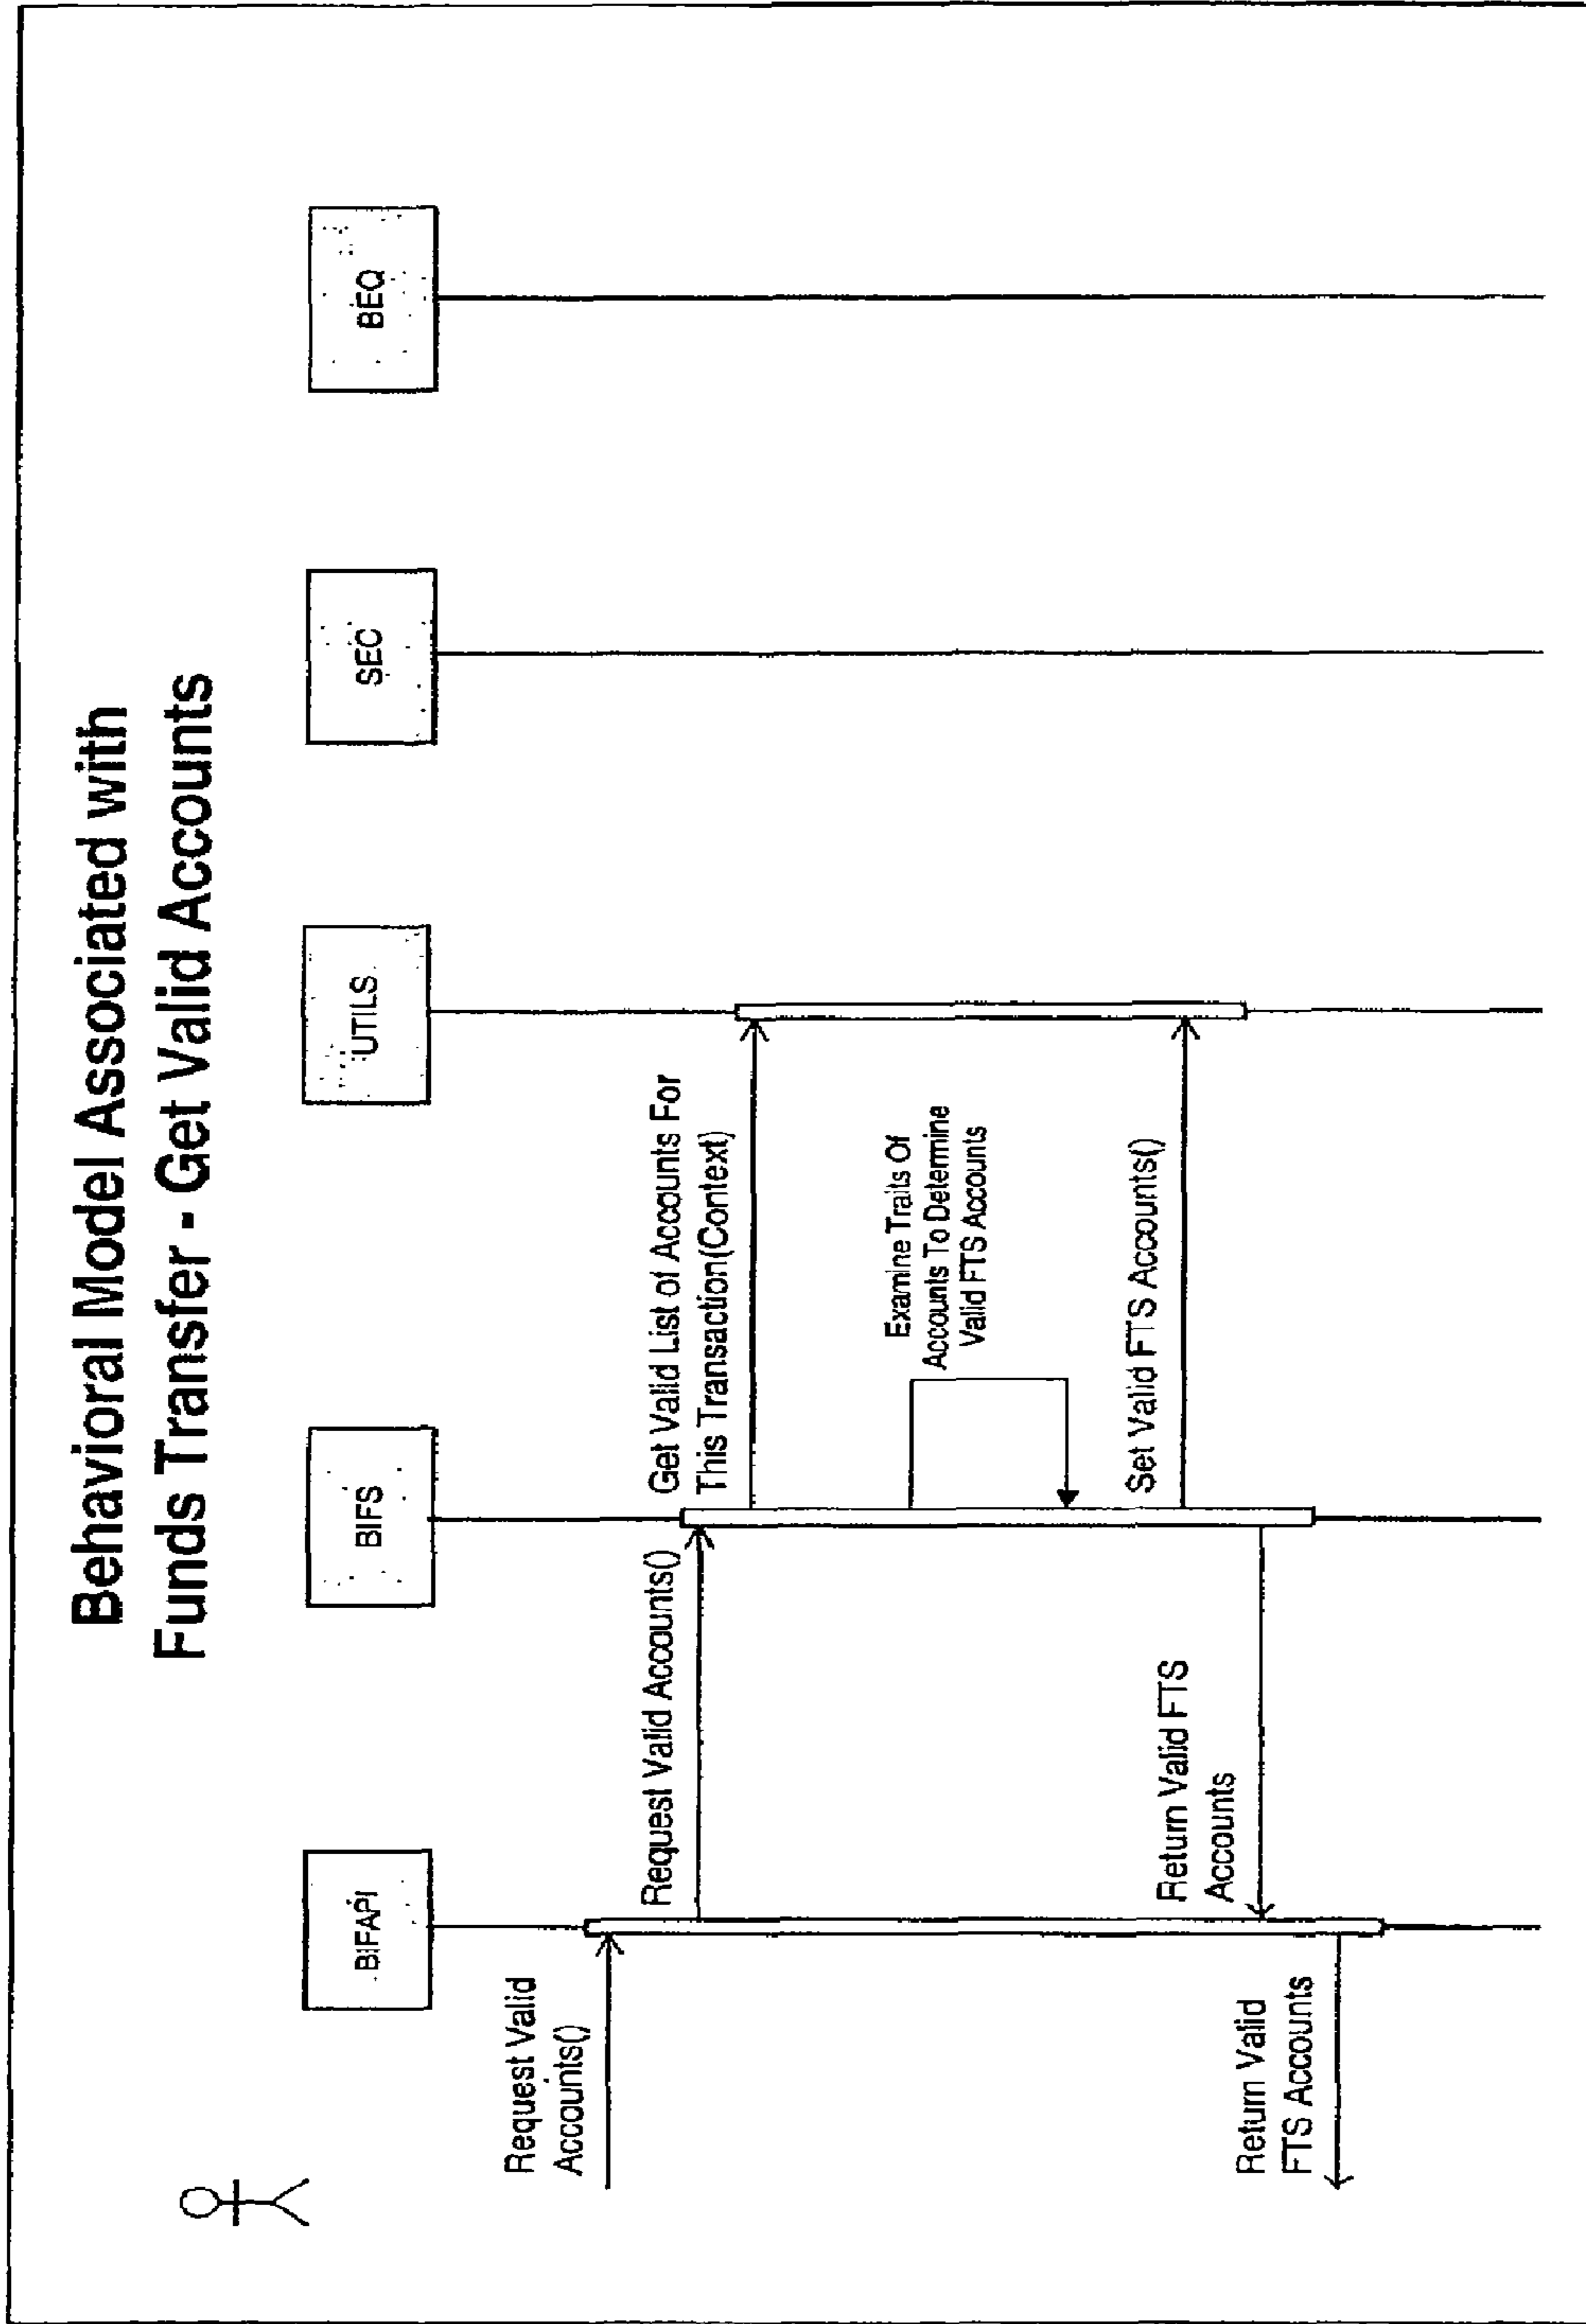 Behavioral Model Associated with
Funds Transfer - Get Valid Accounts
BIFAPI
BIFS
UTILS
SEC
BEQ
Request Valid
Accounts()
Request Valid Accounts()
Get Valid List of Accounts For
This Transaction(Context)
Examine Traits Of
Accounts To Determine
Valid FTS Accounts
Set Valid FTS Accounts()
Return Valid FTS
Accounts
Return Valid
FTS Accounts